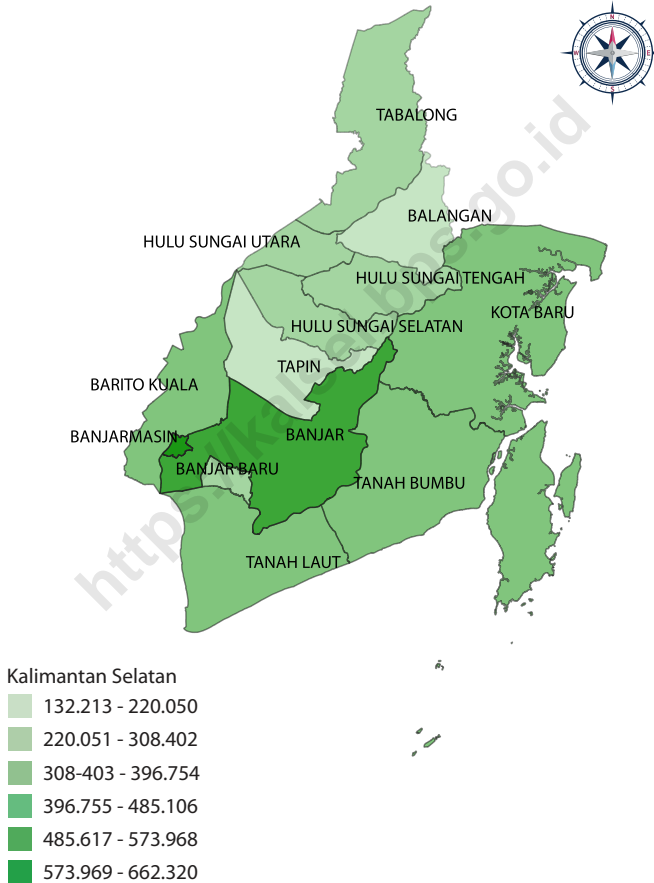 N
W
E
S
TABALONG
BALANGAN
HULU SUNGAI UTARA
HULU SUNGAI TENGAH
KOTA BARU
HULU SUNGAI SELATAN
TAPIN
BARITO KUALA
BANJARMASIN
BANJAR
BANJAR BARU
TANAH BUMBU
TANAH LAUT
https://kalsel.bps.go.id
Kalimantan Selatan
132.213 - 220.050
220.051 - 308.402
308-403 - 396.754
396.755 - 485.106
485.617 - 573.968
573.969 - 662.320